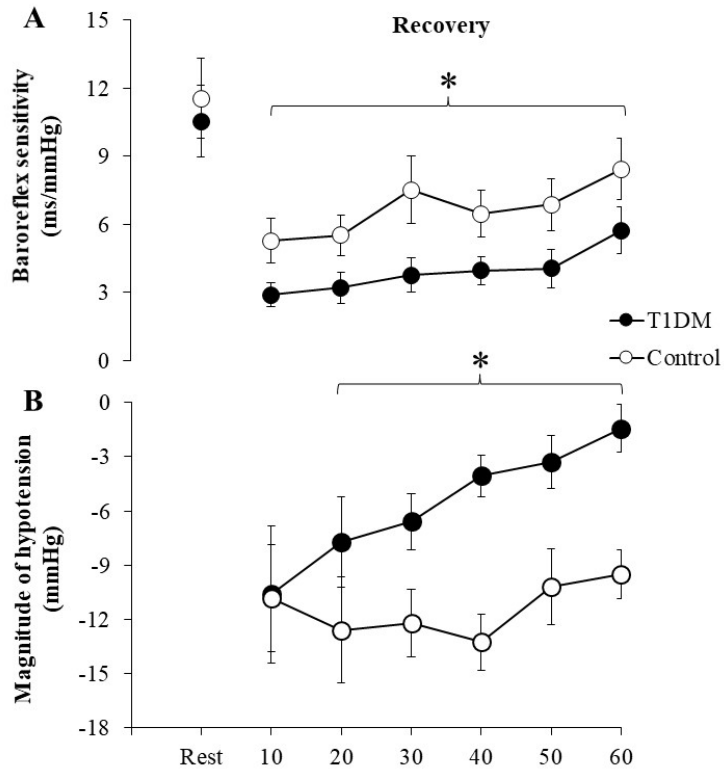 A
Recovery
*
15
12
9
6
3
0
Baroreflex sensitivity
(ms/mmHg)
T1DM
Control
B
*
0
-3
-6
-9
-12
-15
-18
Magnitude of hypotension
(mmHg)
Rest 10 20 30 40 50 60